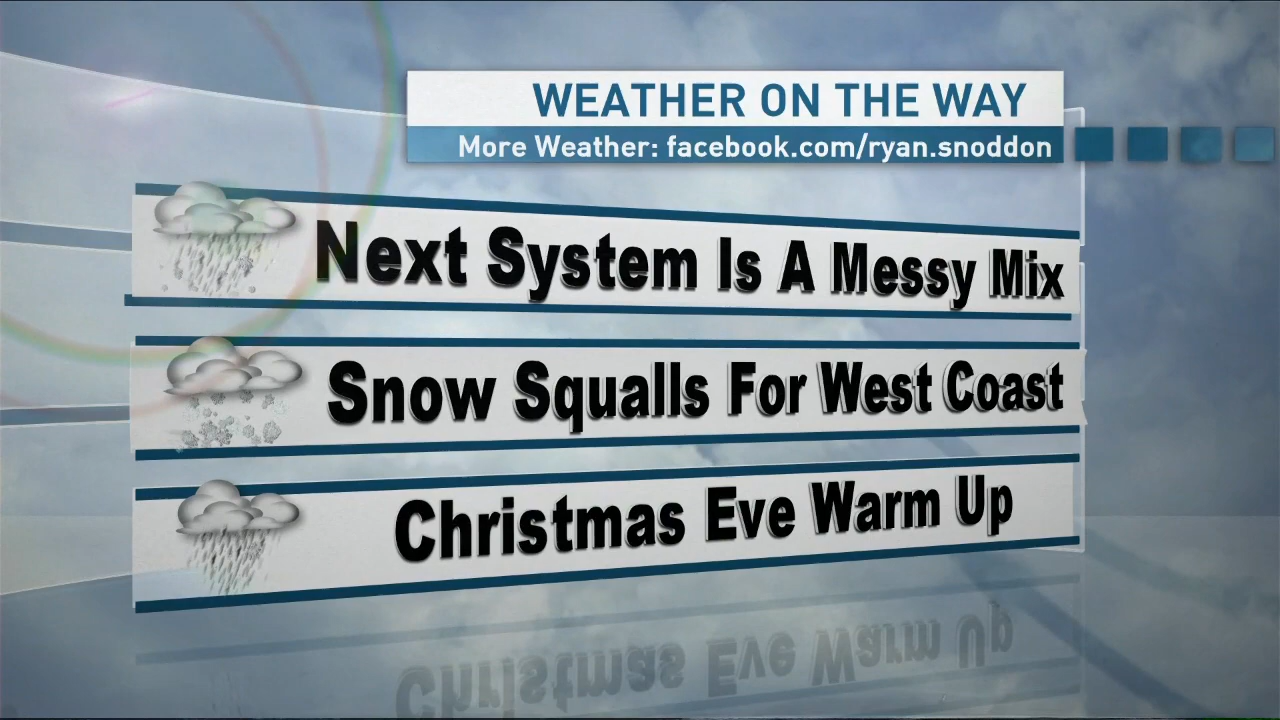 WEATHER ON THE WAY
More Weather: facebook.com/ryan.snoddon
Next System Is A Messy Mix
Snow Squalls For West Coast
Christmas Eve Warm Up